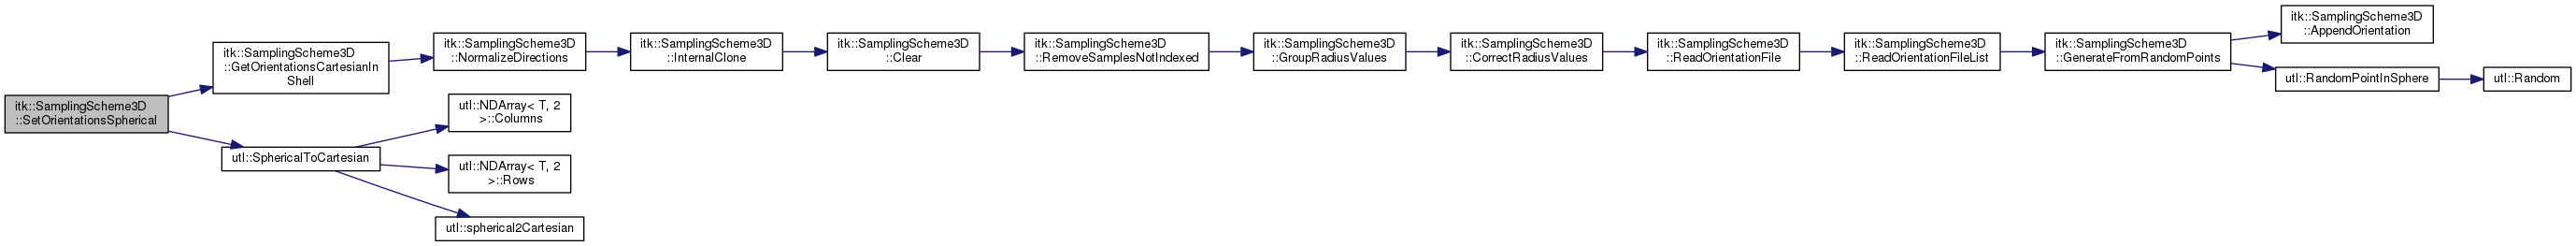 itk::SamplingScheme3D
::SetOrientationsSpherical
itk::SamplingScheme3D
::GetOrientationsCartesianIn
Shell
itk::SamplingScheme3D
::NormalizeDirections
itk::SamplingScheme3D
::InternalClone
itk::SamplingScheme3D
::Clear
itk::SamplingScheme3D
::RemoveSamplesNotIndexed
itk::SamplingScheme3D
::GroupRadiusValues
itk::SamplingScheme3D
::CorrectRadiusValues
itk::SamplingScheme3D
::ReadOrientationFile
itk::SamplingScheme3D
::ReadOrientationFileList
itk::SamplingScheme3D
::GenerateFromRandomPoints
itk::SamplingScheme3D
::AppendOrientation
utl::RandomPointInSphere
utl::Random
utl::SphericalToCartesian
utl::NDArray< T, 2
>::Columns
utl::NDArray< T, 2
>::Rows
utl::spherical2Cartesian